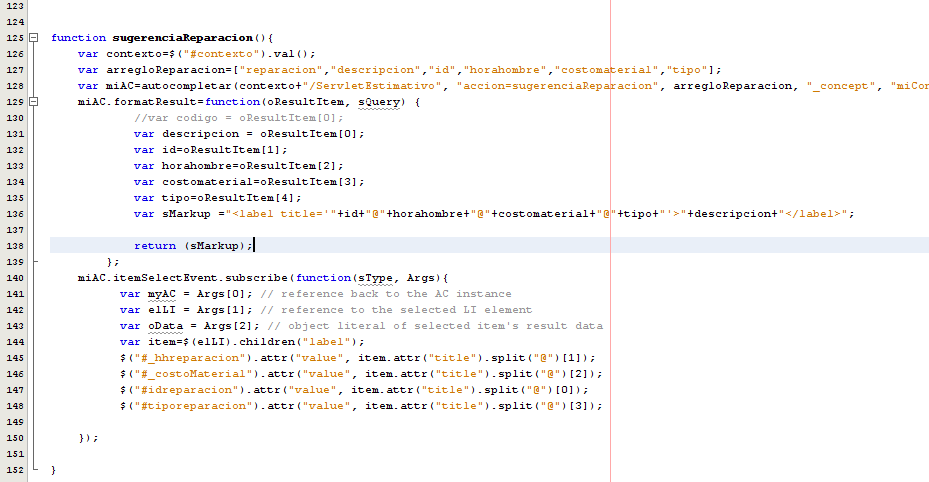 123
124
125 function sugerenciaReparacion(){
126 var contexto=$("#contexto").val();
127 var arregloReparacion=["reparacion","descripcion","id","horahombre","costomaterial","tipo"];
128 var miAC=autocompletar(contexto+"/ServletEstimativo", "accion=sugerenciaReparacion", arregloReparacion, "_concept", "miCon
129 miAC.formatResult=function(oResultItem, sQuery) {
130 //var codigo = oResultItem[0];
131 var descripcion = oResultItem[0];
132 var id=oResultItem[1];
133 var horahombre=oResultItem[2];
134 var costomaterial=oResultItem[3];
135 var tipo=oResultItem[4];
136 var sMarkup ="<label title='"+id+"@"+horahombre+"@"+costomaterial+"@"+tipo+"'>"+descripcion+"</label>";
137
138 return (sMarkup);
139 };
140 miAC.itemSelectEvent.subscribe(function(sType, Args){
141 var myAC = Args[0]; // reference back to the AC instance
142 var elLI = Args[1]; // reference to the selected LI element
143 var oData = Args[2]; // object literal of selected item's result data
144 var item=$(elLI).children("label");
145 $("#_hhreparacion").attr("value", item.attr("title").split("@")[1]);
146 $("#_costoMaterial").attr("value", item.attr("title").split("@")[2]);
147 $("#idreparacion").attr("value", item.attr("title").split("@")[0]);
148 $("#tiporeparacion").attr("value", item.attr("title").split("@")[3]);
149
150 });
151
152 }